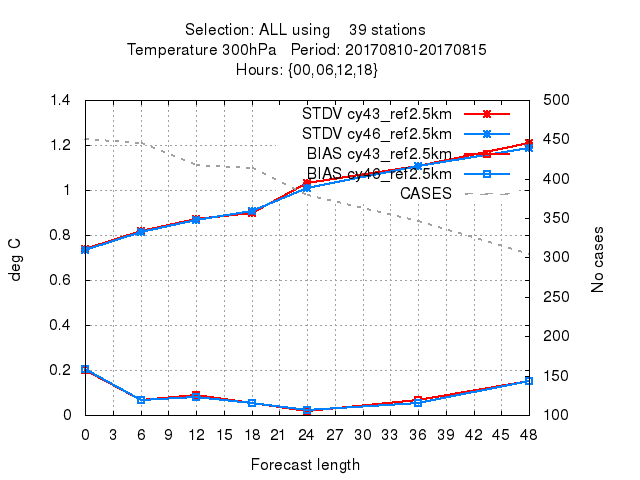 Selection: ALL using 39 stations
Temperature 300hPa Period: 20170810-20170815
Hours: {00,06,12,18}
1.4
1.2
1
0.8
0.6
0.4
0.2
0
deg C
STDV cy43_ref2.5km
STDV cy46_ref2.5km
BIAS cy43_ref2.5km
BIAS cy46_ref2.5km
CASES
500
450
400
350
300
250
200
150
100
No cases
0 3 6 9 12 15 18 21 24 27 30 33 36 39 42 45 48
Forecast length